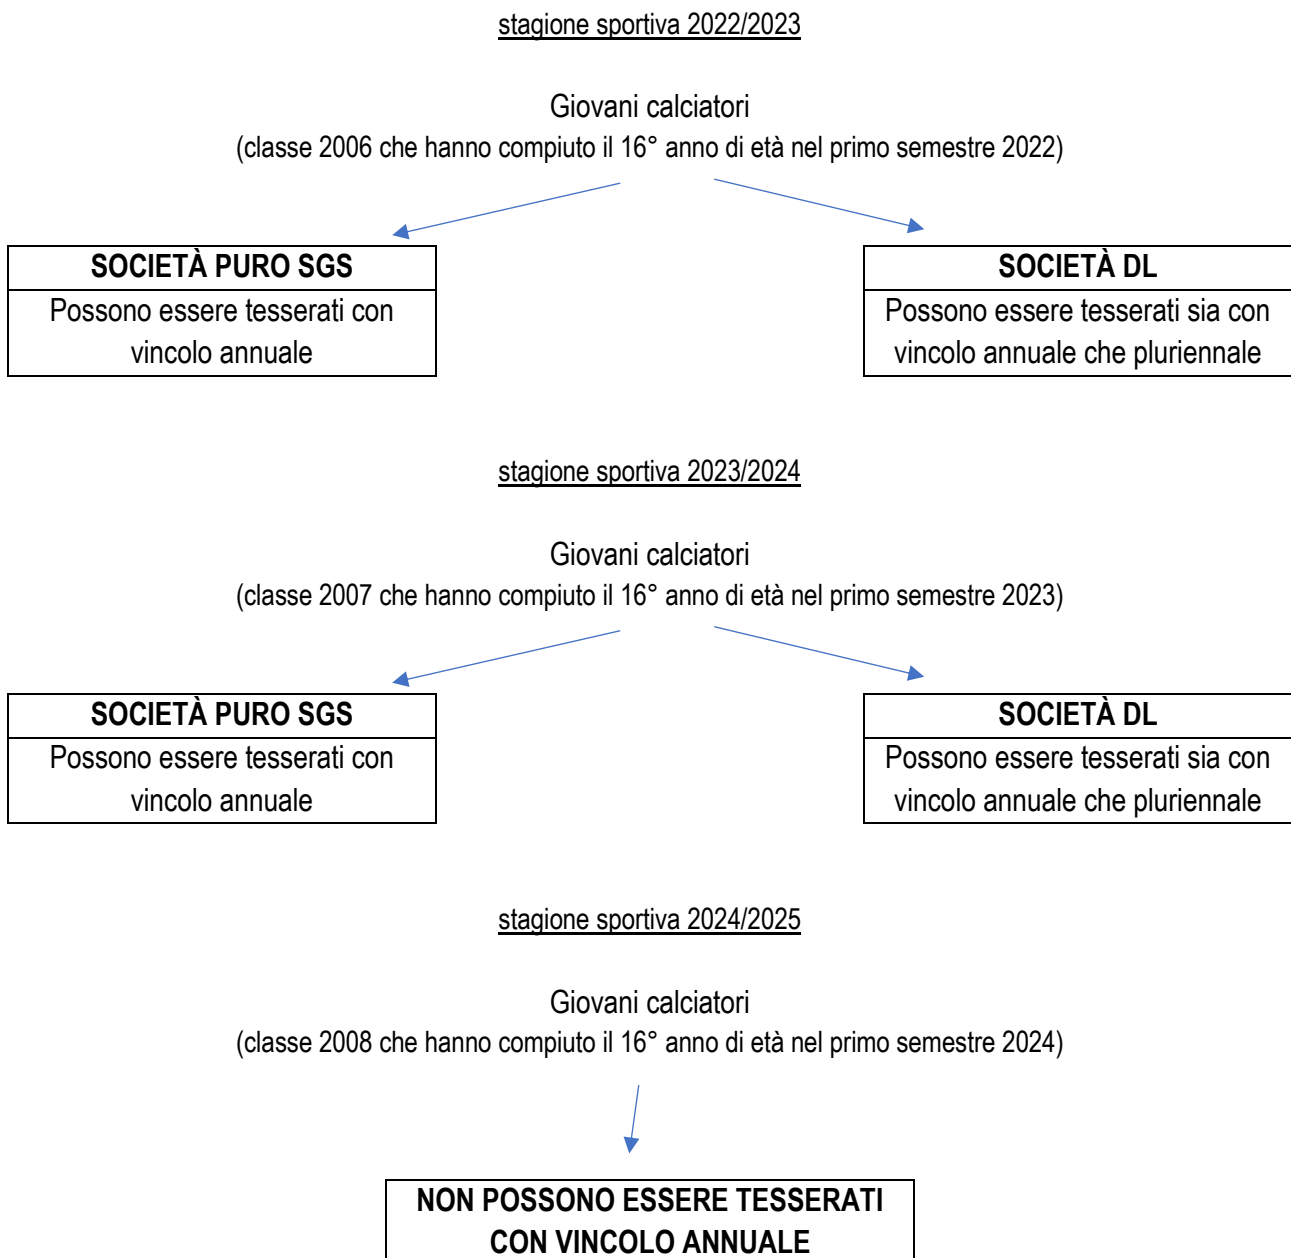 stagione sportiva 2022/2023
Giovani calciatori
(classe 2006 che hanno compiuto il 16° anno di età nel primo semestre 2022)
SOCIETÀ PURO SGS
Possono essere tesserati con
vincolo annuale
SOCIETÀ DL
Possono essere tesserati sia con
vincolo annuale che pluriennale
stagione sportiva 2023/2024
Giovani calciatori
(classe 2007 che hanno compiuto il 16° anno di età nel primo semestre 2023)
SOCIETÀ PURO SGS
Possono essere tesserati con
vincolo annuale
SOCIETÀ DL
Possono essere tesserati sia con
vincolo annuale che pluriennale
stagione sportiva 2024/2025
Giovani calciatori
(classe 2008 che hanno compiuto il 16° anno di età nel primo semestre 2024)
NON POSSONO ESSERE TESSERATI
CON VINCOLO ANNUALE